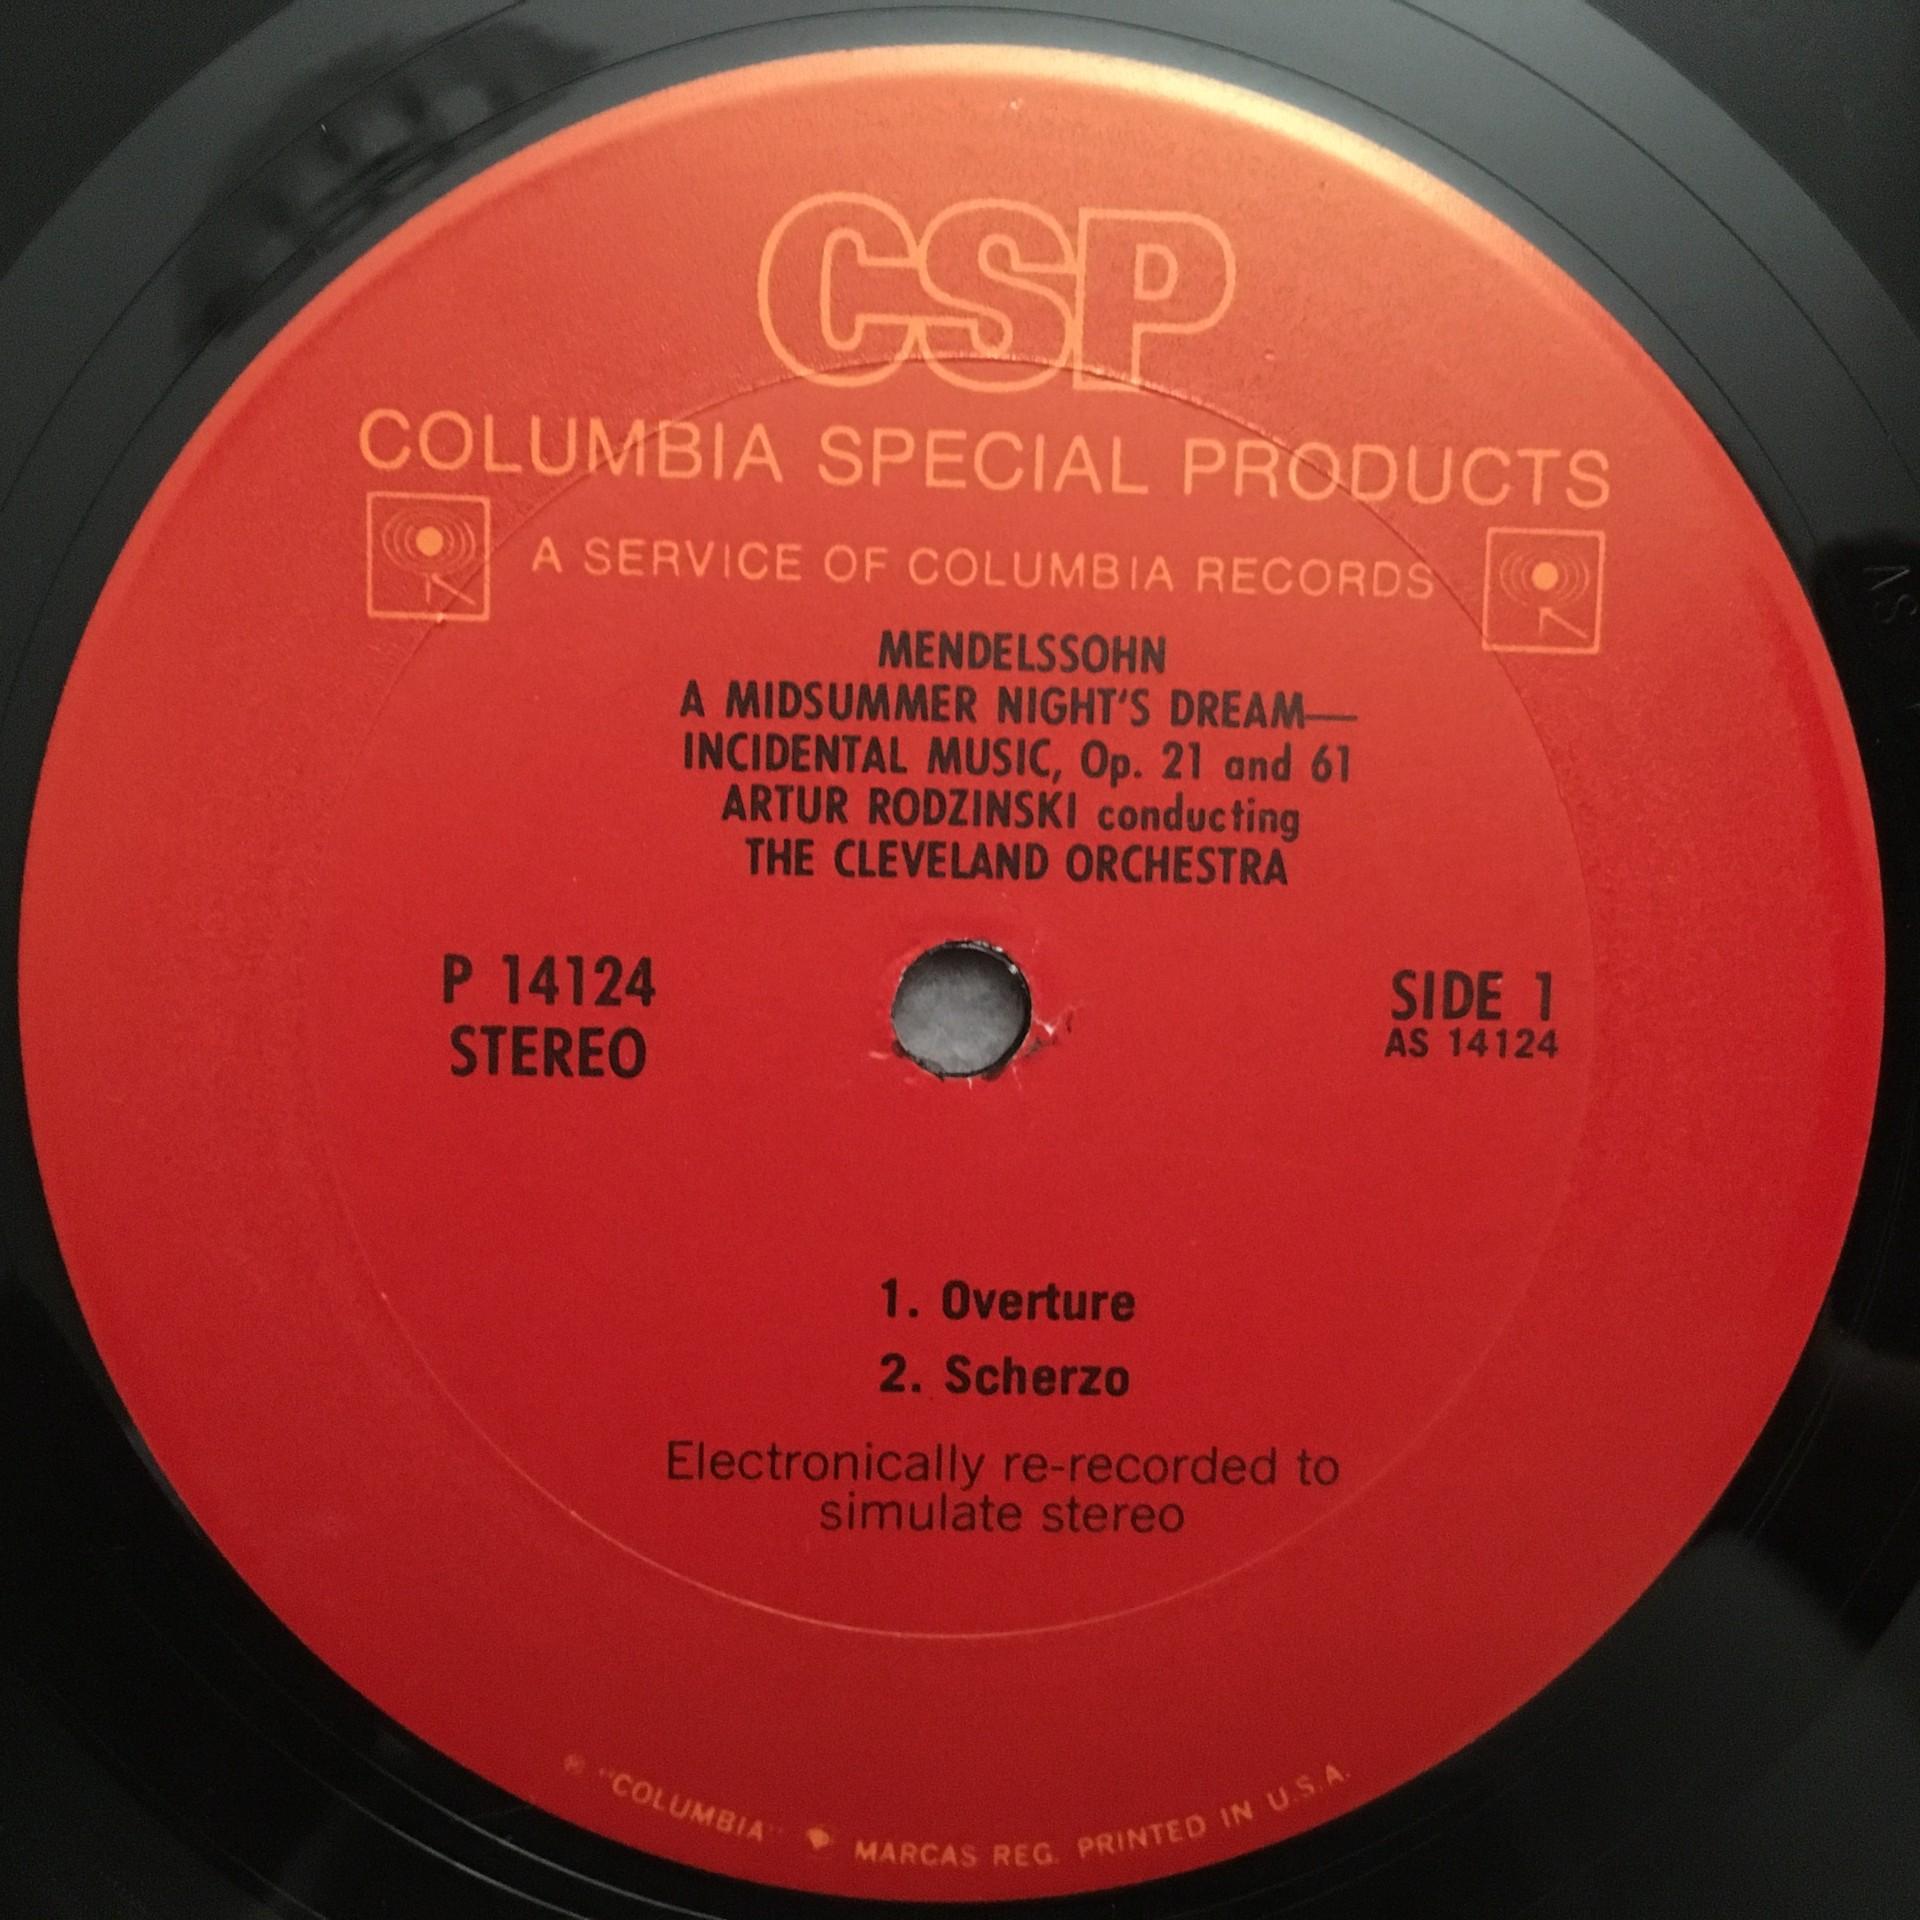 CSP
COLUMBIA SPECIAL PRODUCTS
A SERVICE OF COLUMBIA RECORDS
MENDELSSOHN
A MIDSUMMER NIGHT'S DREAM—
INCIDENTAL MUSIC, Op. 21 and 61
ARTUR RODZINSKI conducting
THE CLEVELAND ORCHESTRA
P 14124
STEREO
SIDE 1
AS 14124
1. Overture
2. Scherzo
Electronically re-recorded to
simulate stereo
® "COLUMBIA" MARCAS REG. PRINTED IN U.S.A.
AS